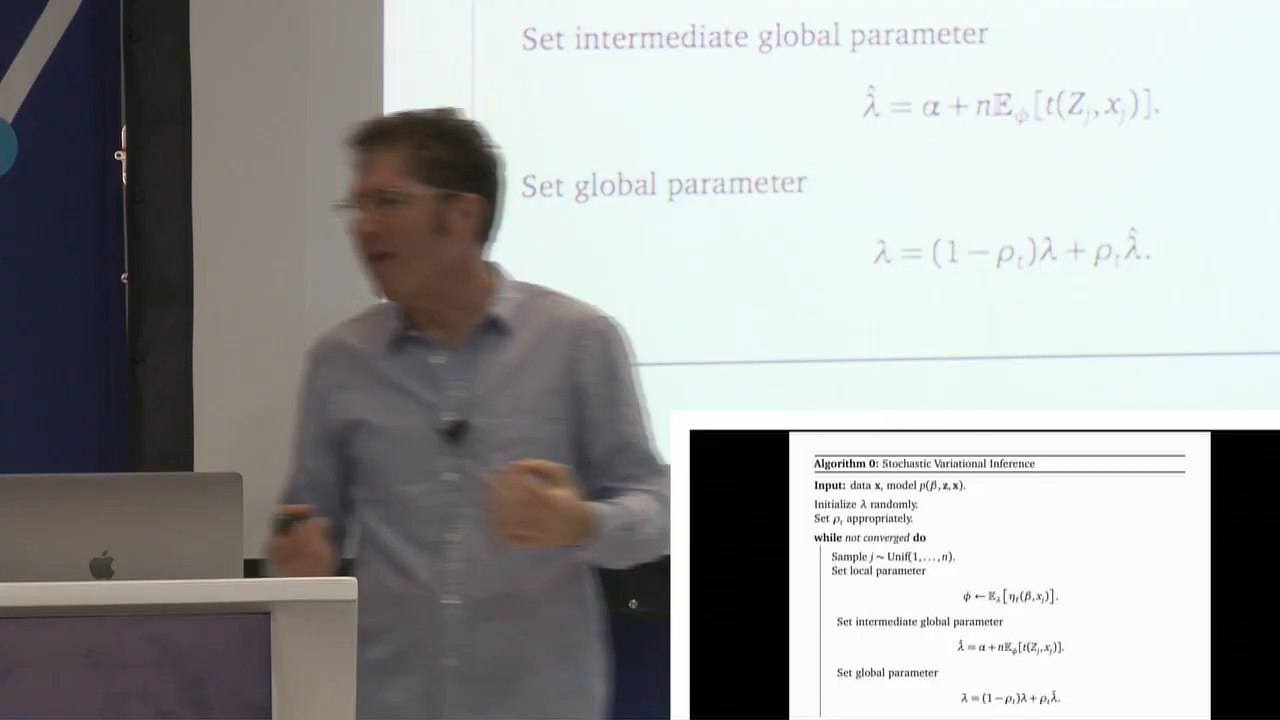 Set intermediate global parameter
λ̂ = α + n𝔼_ϕ[t(Z_j, x_j)].
Set global parameter
λ = (1 − ρ_t)λ + ρ_t λ̂.
Algorithm 0: Stochastic Variational Inference
Input: data x, model p(β, z, x).
Initialize λ randomly.
Set ρ_t appropriately.
while not converged do
Sample j ~ Unif(1, . . . , n).
Set local parameter
ϕ ← 𝔼_λ[η_ℓ(β, x_j)].
Set intermediate global parameter
λ̂ = α + n𝔼_ϕ[t(Z_j, x_j)].
Set global parameter
λ = (1 − ρ_t)λ + ρ_t λ̂.